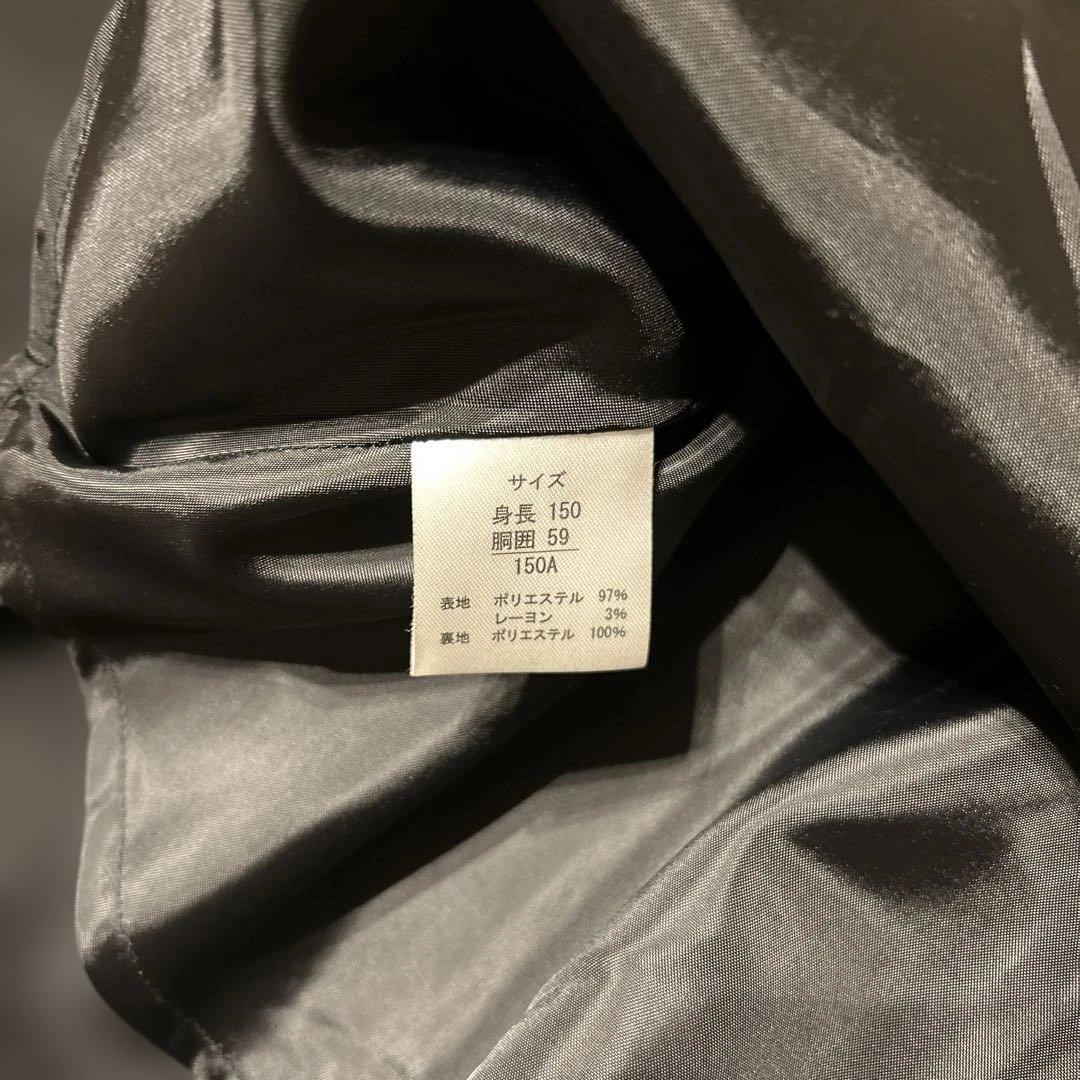 サイズ
身長 150
胴囲 59
150A
表地 ポリエステル 97%
レーヨン 3%
裏地 ポリエステル 100%